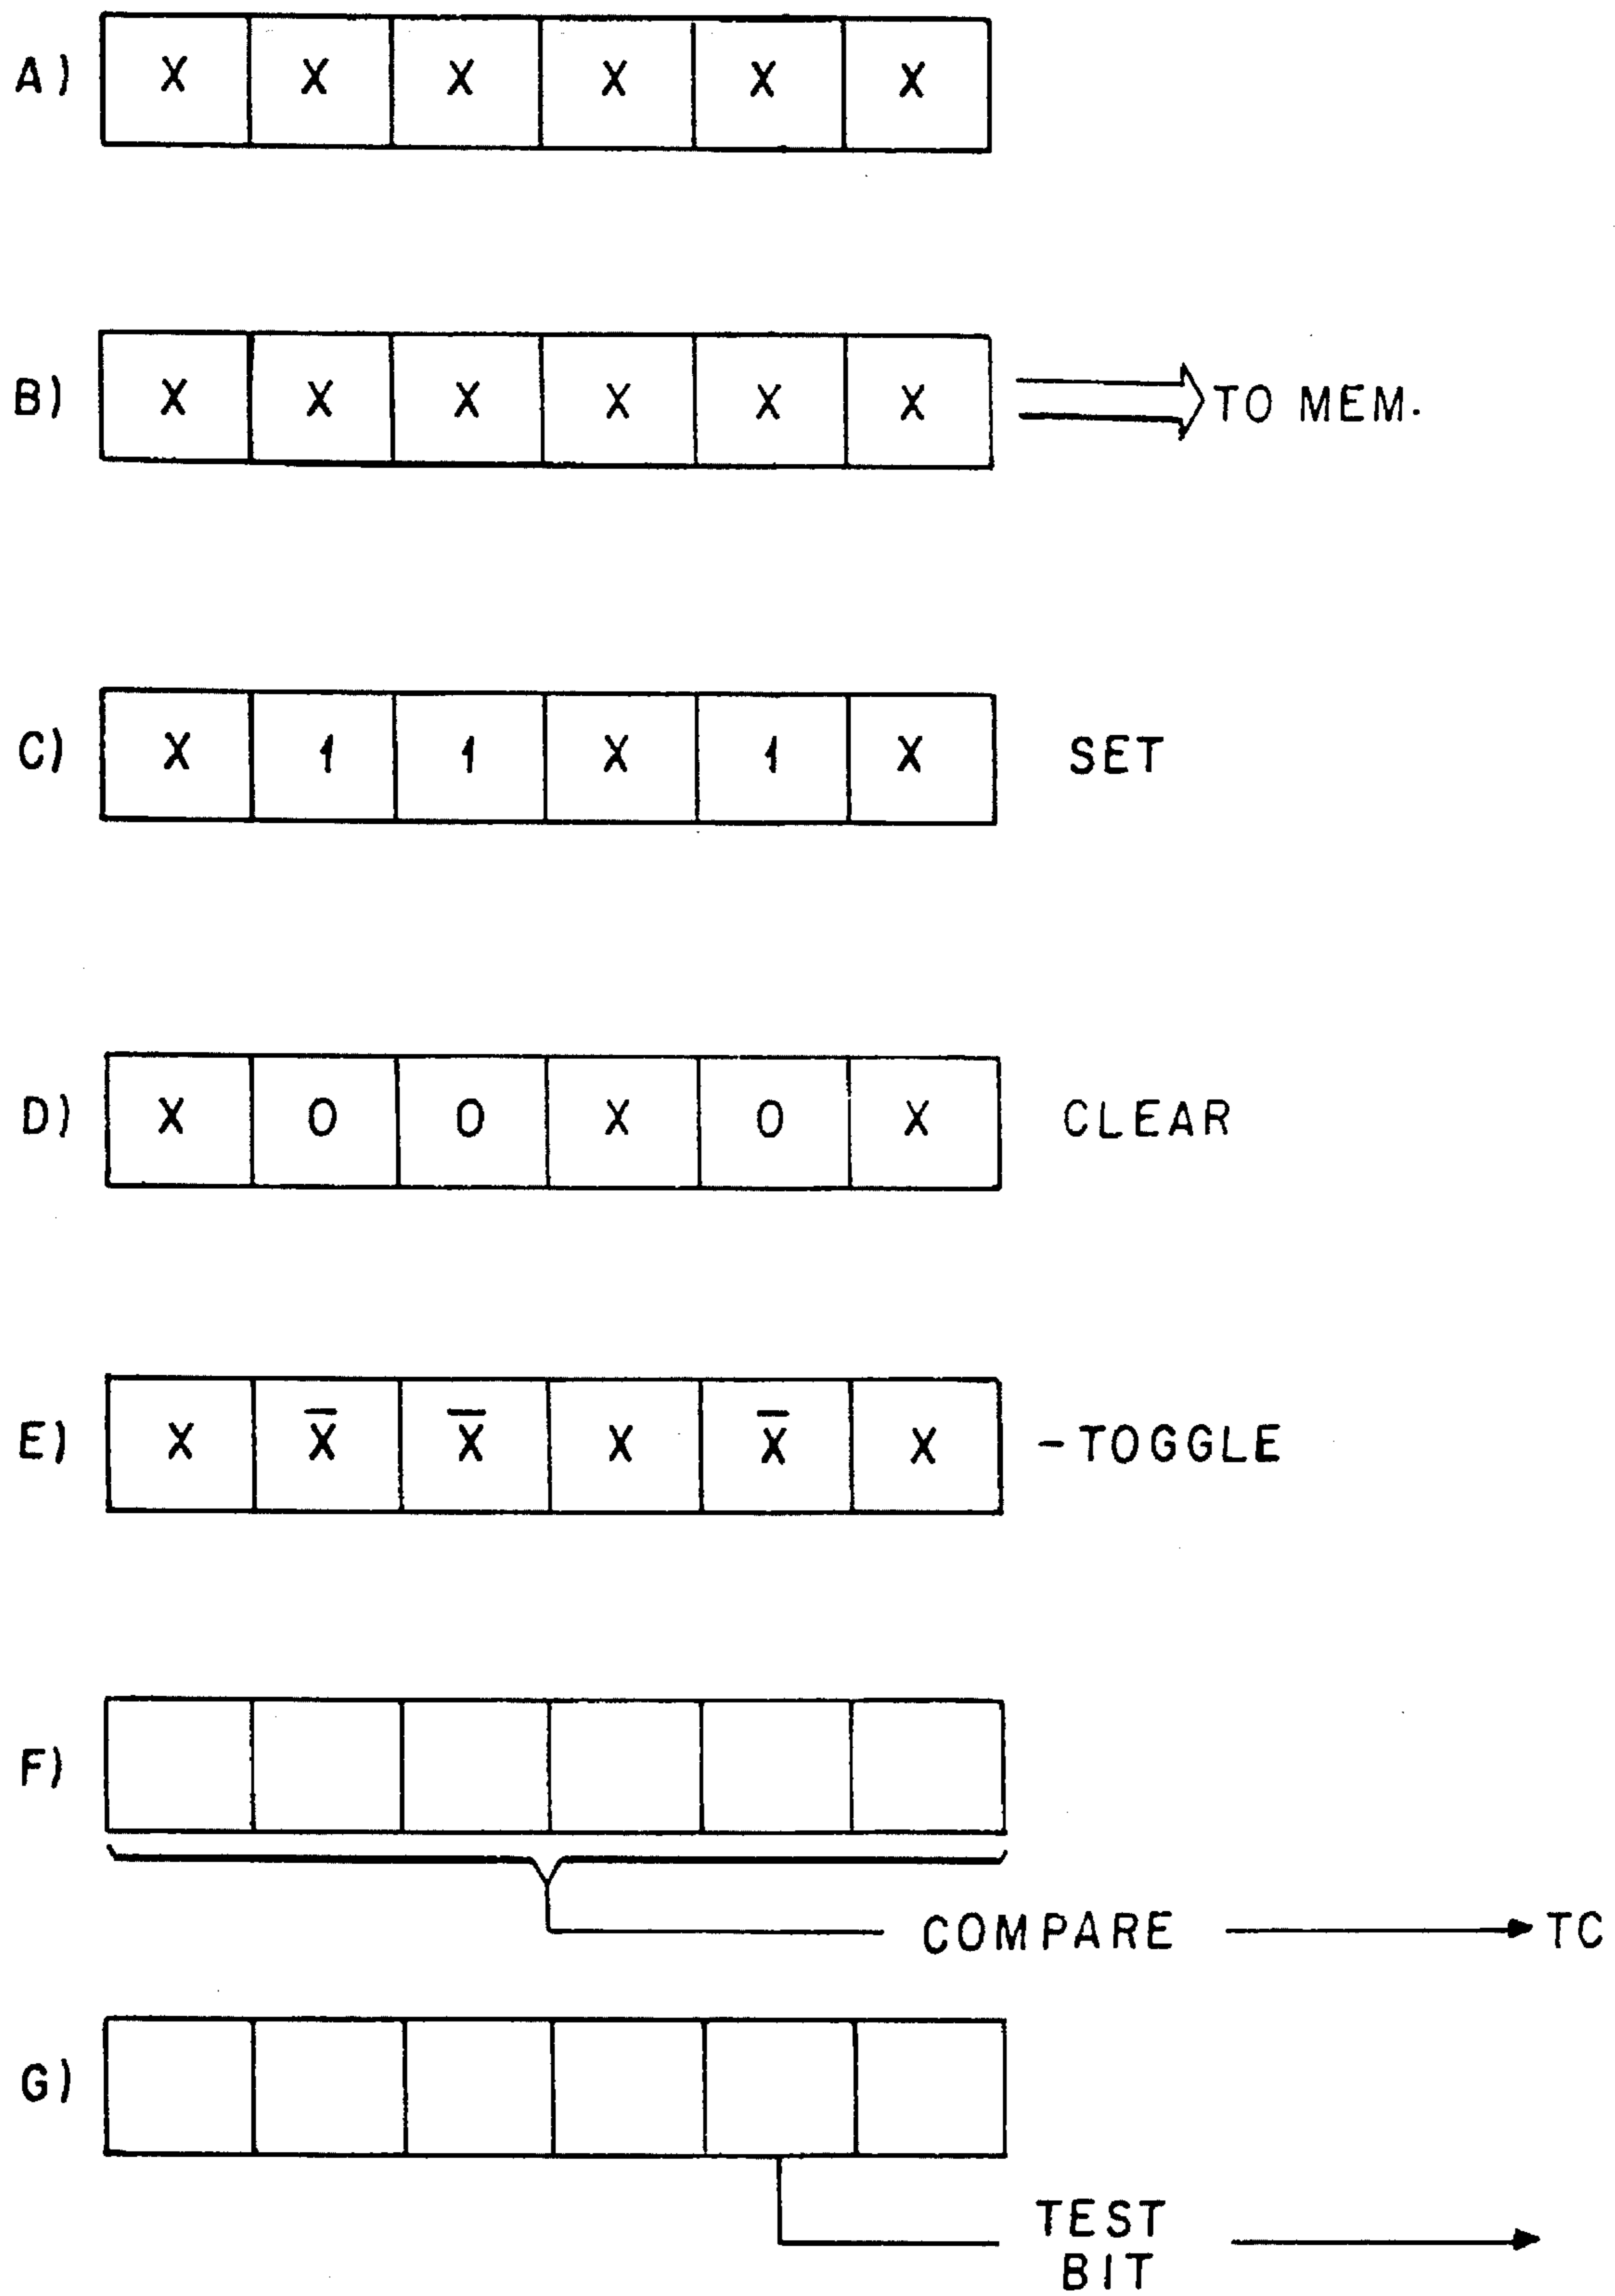 A) X X X X X X
B) X X X X X X TO MEM.
C) X 1 1 X 1 X SET
D) X 0 0 X 0 X CLEAR
E) X X̅ X̅ X X̅ X -TOGGLE
F)
COMPARE TC
G)
TEST
BIT